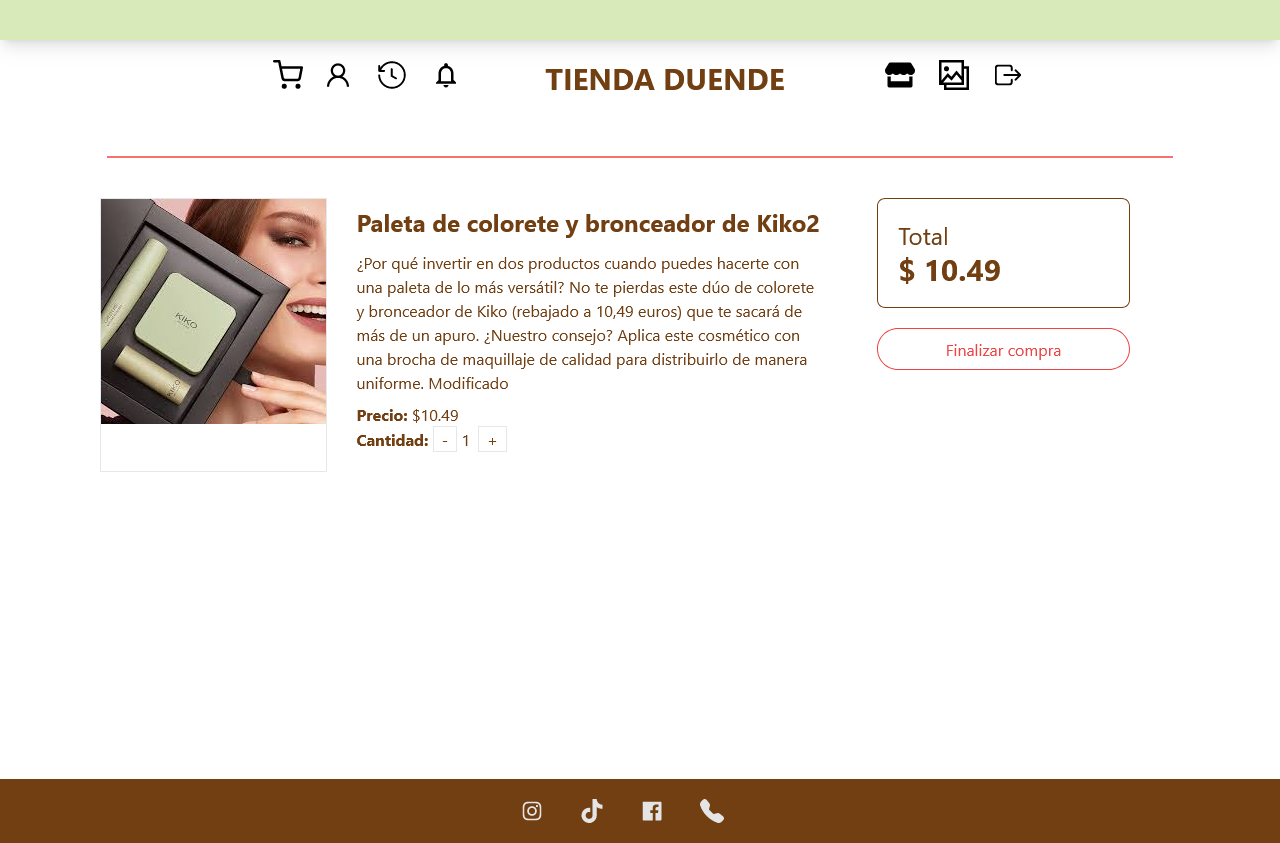 TIENDA DUENDE
Paleta de colorete y bronceador de Kiko2
¿Por qué invertir en dos productos cuando puedes hacerte con
una paleta de lo más versátil? No te pierdas este dúo de colorete
y bronceador de Kiko (rebajado a 10,49 euros) que te sacará de
más de un apuro. ¿Nuestro consejo? Aplica este cosmético con
una brocha de maquillaje de calidad para distribuirlo de manera
uniforme. Modificado
Precio: $10.49
Cantidad: - 1 +
KIKO
KIKO
Total
$ 10.49
Finalizar compra